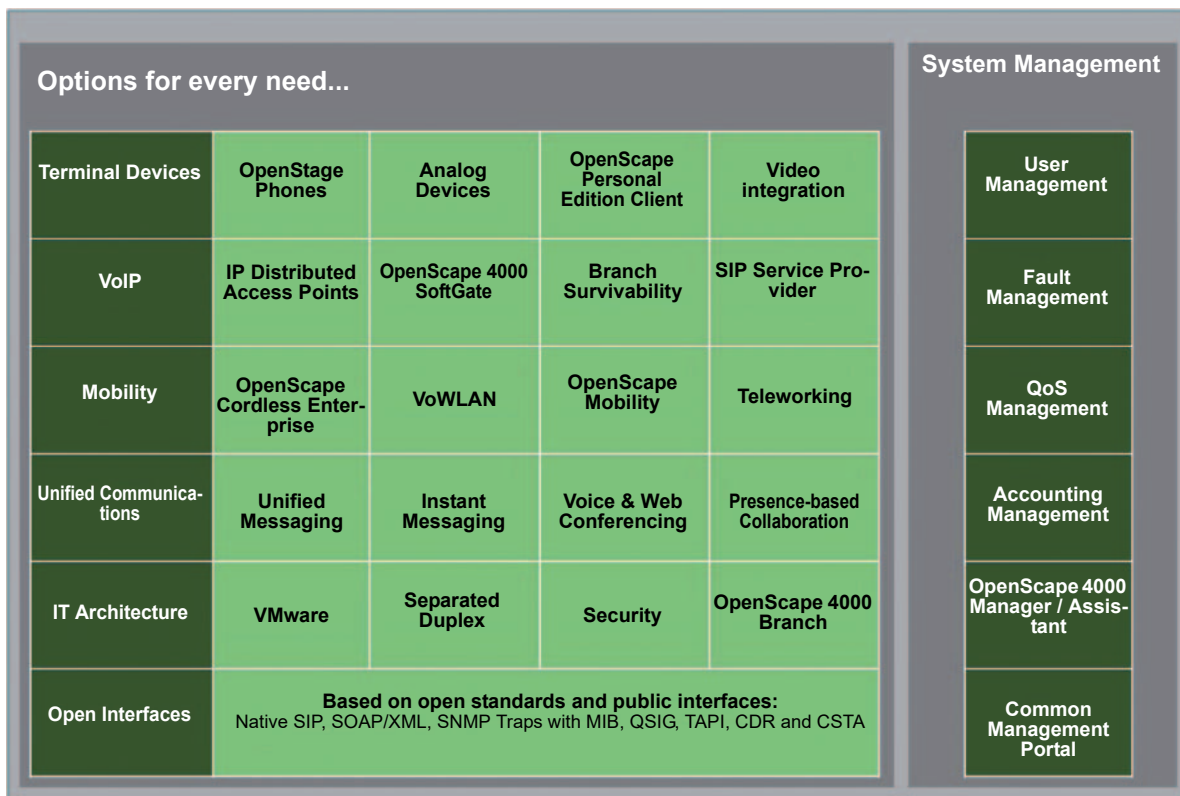 Options for every need...
System Management
Terminal Devices
OpenStage
Phones
Analog
Devices
OpenScape
Personal
Edition Client
Video
integration
User
Management
VoIP
IP Distributed
Access Points
OpenScape 4000
SoftGate
Branch
Survivability
SIP Service Pro-
vider
Fault
Management
Mobility
OpenScape
Cordless Enter-
prise
VoWLAN
OpenScape
Mobility
Teleworking
QoS
Management
Unified Communica-
tions
Unified
Messaging
Instant
Messaging
Voice & Web
Conferencing
Presence-based
Collaboration
Accounting
Management
IT Architecture
VMware
Separated
Duplex
Security
OpenScape 4000
Branch
OpenScape 4000
Manager / Assis-
tant
Open Interfaces
Based on open standards and public interfaces:
Native SIP, SOAP/XML, SNMP Traps with MIB, QSIG, TAPI, CDR and CSTA
Common
Management
Portal